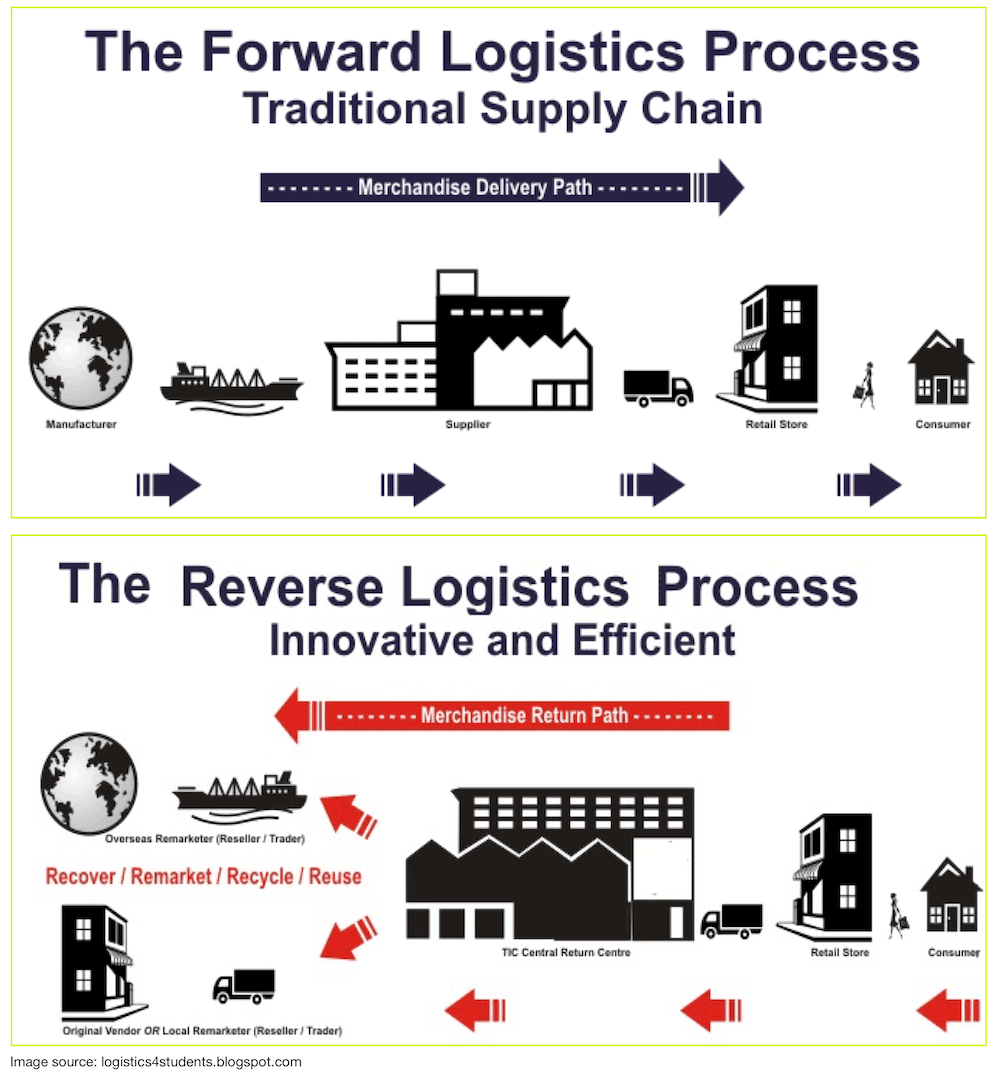 The Forward Logistics Process
Traditional Supply Chain
- - - - - - - - Merchandise Delivery Path - - - - - - - -
Manufacturer
Supplier
Retail Store
Consumer
The Reverse Logistics Process
Innovative and Efficient
- - - - - - - - Merchandise Return Path - - - - - - - -
Overseas Remarketer (Reseller / Trader)
Recover / Remarket / Recycle / Reuse
TIC Central Return Centre
Retail Store
Consumer
Original Vendor OR Local Remarketer (Reseller / Trader)
Image source: logistics4students.blogspot.com